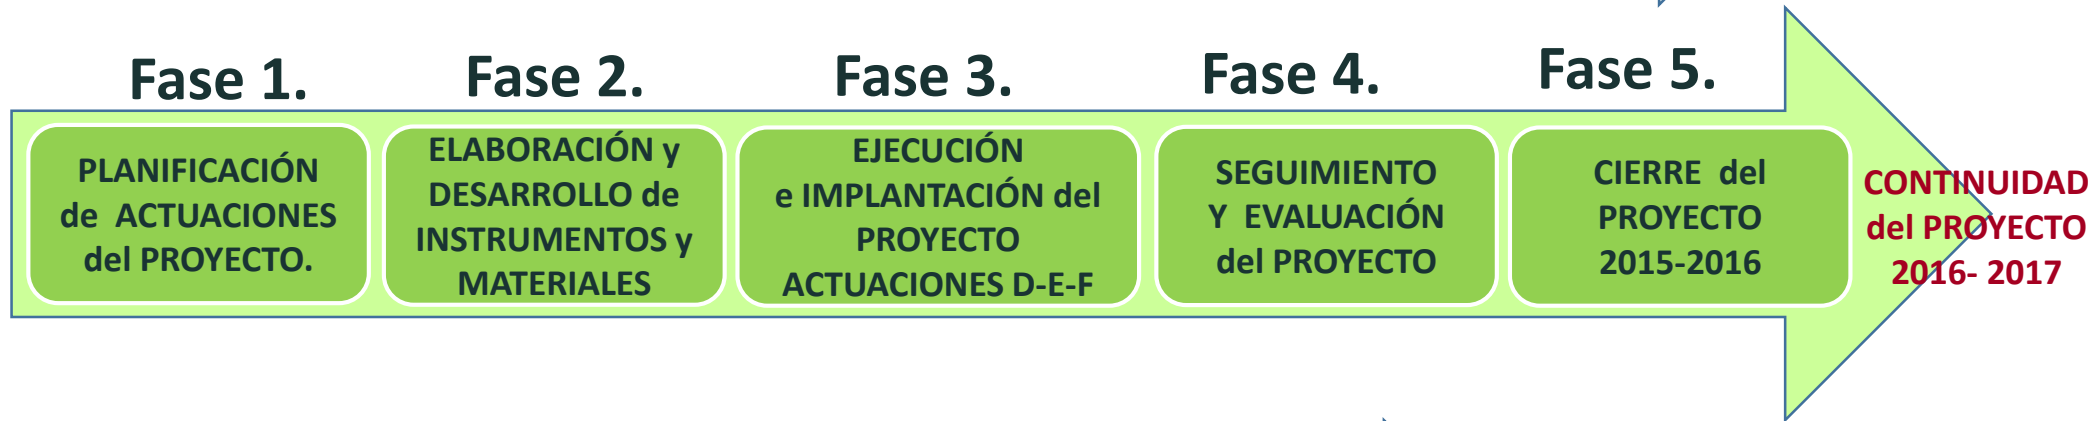 Fase 1.
PLANIFICACIÓN
de ACTUACIONES
del PROYECTO.
Fase 2.
ELABORACIÓN y
DESARROLLO de
INSTRUMENTOS y
MATERIALES
Fase 3.
EJECUCIÓN
e IMPLANTACIÓN del
PROYECTO
ACTUACIONES D-E-F
Fase 4.
SEGUIMIENTO
Y EVALUACIÓN
del PROYECTO
Fase 5.
CIERRE del
PROYECTO
2015-2016
CONTINUIDAD
del PROYECTO
2016- 2017